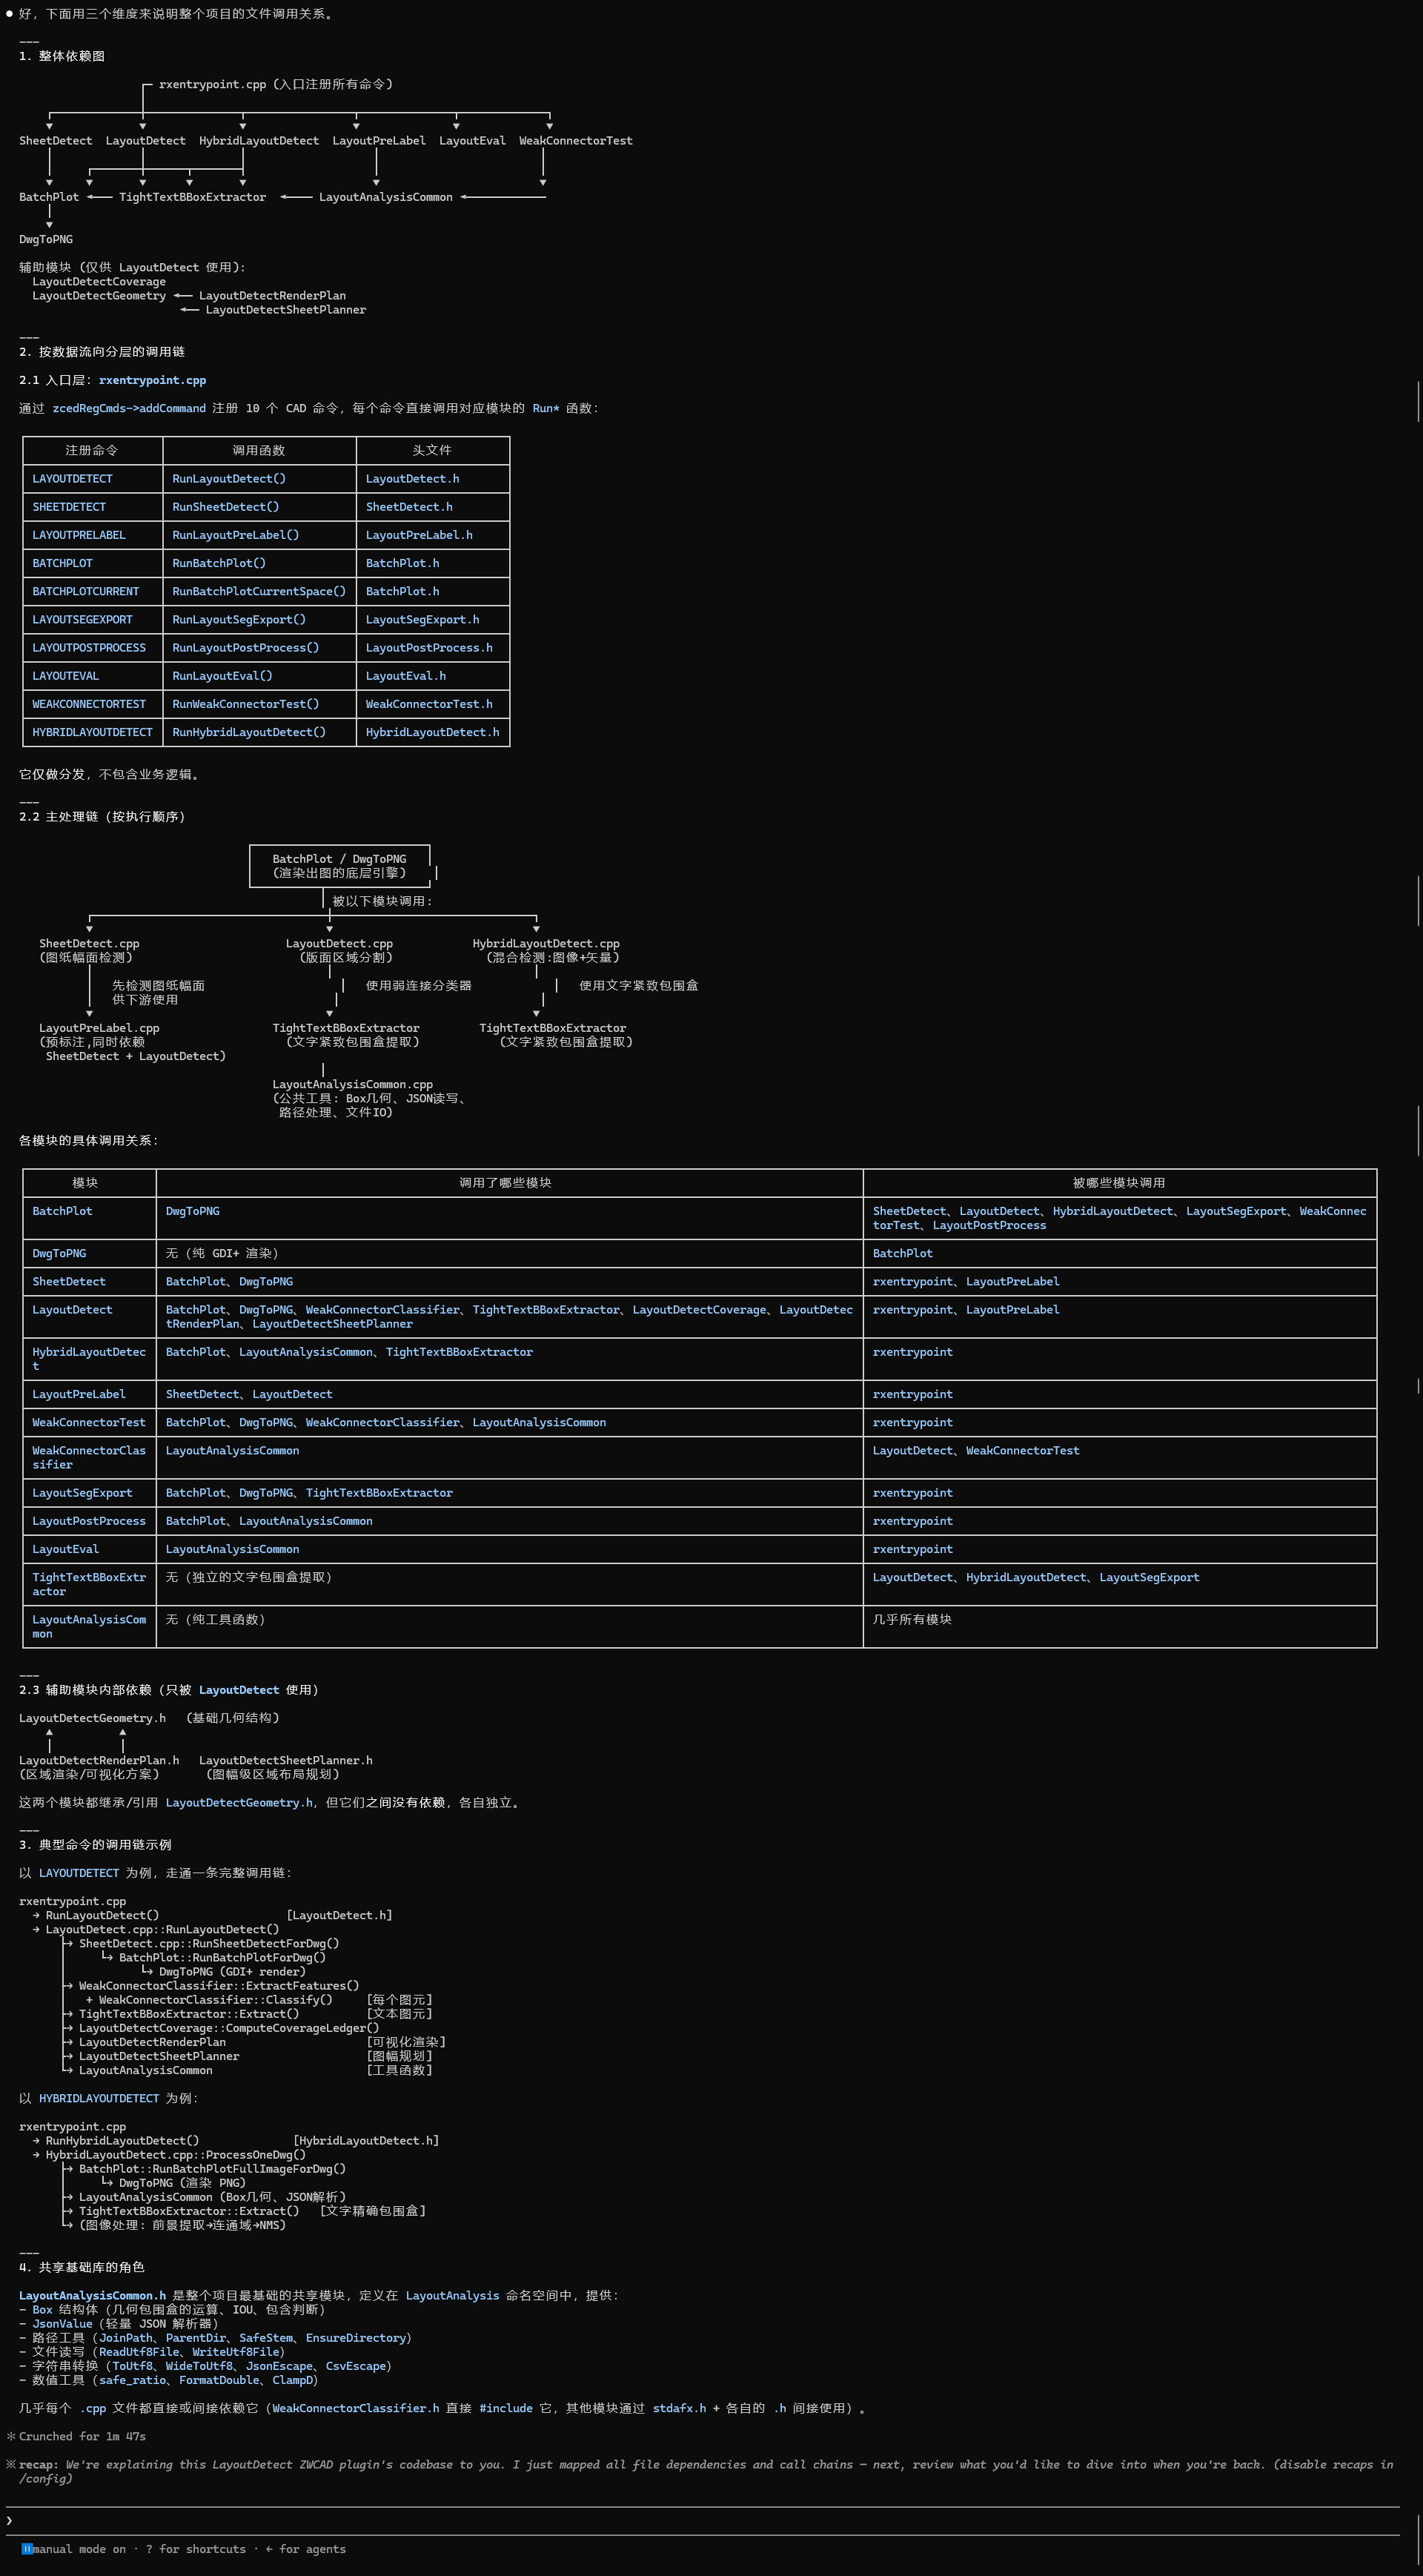 ● 好，下面用三个维度来说明整个项目的文件调用关系。
---
1. 整体依赖图
rxentrypoint.cpp (入口注册所有命令)
SheetDetect LayoutDetect HybridLayoutDetect LayoutPreLabel LayoutEval WeakConnectorTest
BatchPlot ◄── TightTextBBoxExtractor ◄──── LayoutAnalysisCommon ◄────────────
DwgToPNG
辅助模块 (仅供 LayoutDetect 使用):
LayoutDetectCoverage
LayoutDetectGeometry ◄── LayoutDetectRenderPlan
◄── LayoutDetectSheetPlanner
---
2. 按数据流向分层的调用链
2.1 入口层: rxentrypoint.cpp
通过 zcedRegCmds->addCommand 注册 10 个 CAD 命令，每个命令直接调用对应模块的 Run* 函数:
注册命令 调用函数 头文件
LAYOUTDETECT RunLayoutDetect() LayoutDetect.h
SHEETDETECT RunSheetDetect() SheetDetect.h
LAYOUTPRELABEL RunLayoutPreLabel() LayoutPreLabel.h
BATCHPLOT RunBatchPlot() BatchPlot.h
BATCHPLOTCURRENT RunBatchPlotCurrentSpace() BatchPlot.h
LAYOUTSEGEXPORT RunLayoutSegExport() LayoutSegExport.h
LAYOUTPOSTPROCESS RunLayoutPostProcess() LayoutPostProcess.h
LAYOUTEVAL RunLayoutEval() LayoutEval.h
WEAKCONNECTORTEST RunWeakConnectorTest() WeakConnectorTest.h
HYBRIDLAYOUTDETECT RunHybridLayoutDetect() HybridLayoutDetect.h
它仅做分发，不包含业务逻辑。
---
2.2 主处理链 (按执行顺序)
BatchPlot / DwgToPNG
(渲染出图的底层引擎)
被以下模块调用:
SheetDetect.cpp LayoutDetect.cpp HybridLayoutDetect.cpp
(图纸幅面检测) (版面区域分割) (混合检测:图像+矢量)
先检测图纸幅面 使用弱连接分类器 使用文字紧致包围盒
供下游使用
LayoutPreLabel.cpp TightTextBBoxExtractor TightTextBBoxExtractor
(预标注,同时依赖 (文字紧致包围盒提取) (文字紧致包围盒提取)
SheetDetect + LayoutDetect)
LayoutAnalysisCommon.cpp
(公共工具: Box几何、JSON读写、
路径处理、文件IO)
各模块的具体调用关系:
模块 调用了哪些模块 被哪些模块调用
BatchPlot DwgToPNG SheetDetect、LayoutDetect、HybridLayoutDetect、LayoutSegExport、WeakConnec
torTest、LayoutPostProcess
DwgToPNG 无 (纯 GDI+ 渲染) BatchPlot
SheetDetect BatchPlot、DwgToPNG rxentrypoint、LayoutPreLabel
LayoutDetect BatchPlot、DwgToPNG、WeakConnectorClassifier、TightTextBBoxExtractor、LayoutDetectCoverage、LayoutDetec rxentrypoint、LayoutPreLabel
tRenderPlan、LayoutDetectSheetPlanner
HybridLayoutDetec BatchPlot、LayoutAnalysisCommon、TightTextBBoxExtractor rxentrypoint
t
LayoutPreLabel SheetDetect、LayoutDetect rxentrypoint
WeakConnectorTest BatchPlot、DwgToPNG、WeakConnectorClassifier、LayoutAnalysisCommon rxentrypoint
WeakConnectorClas LayoutAnalysisCommon LayoutDetect、WeakConnectorTest
sifier
LayoutSegExport BatchPlot、DwgToPNG、TightTextBBoxExtractor rxentrypoint
LayoutPostProcess BatchPlot、LayoutAnalysisCommon rxentrypoint
LayoutEval LayoutAnalysisCommon rxentrypoint
TightTextBBoxExtr 无 (独立的文字包围盒提取) LayoutDetect、HybridLayoutDetect、LayoutSegExport
actor
LayoutAnalysisCom 无 (纯工具函数) 几乎所有模块
mon
---
2.3 辅助模块内部依赖 (只被 LayoutDetect 使用)
LayoutDetectGeometry.h (基础几何结构)
LayoutDetectRenderPlan.h LayoutDetectSheetPlanner.h
(区域渲染/可视化方案) (图幅级区域布局规划)
这两个模块都继承/引用 LayoutDetectGeometry.h，但它们之间没有依赖，各自独立。
---
3. 典型命令的调用链示例
以 LAYOUTDETECT 为例，走通一条完整调用链:
rxentrypoint.cpp
→ RunLayoutDetect() [LayoutDetect.h]
→ LayoutDetect.cpp::RunLayoutDetect()
├→ SheetDetect.cpp::RunSheetDetectForDwg()
│ └→ BatchPlot::RunBatchPlotForDwg()
│ └→ DwgToPNG (GDI+ render)
├→ WeakConnectorClassifier::ExtractFeatures()
│ + WeakConnectorClassifier::Classify() [每个图元]
├→ TightTextBBoxExtractor::Extract() [文本图元]
├→ LayoutDetectCoverage::ComputeCoverageLedger()
├→ LayoutDetectRenderPlan [可视化渲染]
├→ LayoutDetectSheetPlanner [图幅规划]
└→ LayoutAnalysisCommon [工具函数]
以 HYBRIDLAYOUTDETECT 为例:
rxentrypoint.cpp
→ RunHybridLayoutDetect() [HybridLayoutDetect.h]
→ HybridLayoutDetect.cpp::ProcessOneDwg()
├→ BatchPlot::RunBatchPlotFullImageForDwg()
│ └→ DwgToPNG (渲染 PNG)
├→ LayoutAnalysisCommon (Box几何、JSON解析)
├→ TightTextBBoxExtractor::Extract() [文字精确包围盒]
└→ (图像处理: 前景提取→连通域→NMS)
---
4. 共享基础库的角色
LayoutAnalysisCommon.h 是整个项目最基础的共享模块，定义在 LayoutAnalysis 命名空间中，提供:
- Box 结构体 (几何包围盒的运算、IOU、包含判断)
- JsonValue (轻量 JSON 解析器)
- 路径工具 (JoinPath、ParentDir、SafeStem、EnsureDirectory)
- 文件读写 (ReadUtf8File、WriteUtf8File)
- 字符串转换 (ToUtf8、WideToUtf8、JsonEscape、CsvEscape)
- 数值工具 (safe_ratio、FormatDouble、ClampD)
几乎每个 .cpp 文件都直接或间接依赖它 (WeakConnectorClassifier.h 直接 #include 它，其他模块通过 stdafx.h + 各自的 .h 间接使用) 。
✻ Crunched for 1m 47s
※ recap: We're explaining this LayoutDetect ZWCAD plugin's codebase to you. I just mapped all file dependencies and call chains — next, review what you'd like to dive into when you're back. (disable recaps in
/config)
❯
⏸manual mode on · ? for shortcuts · ← for agents